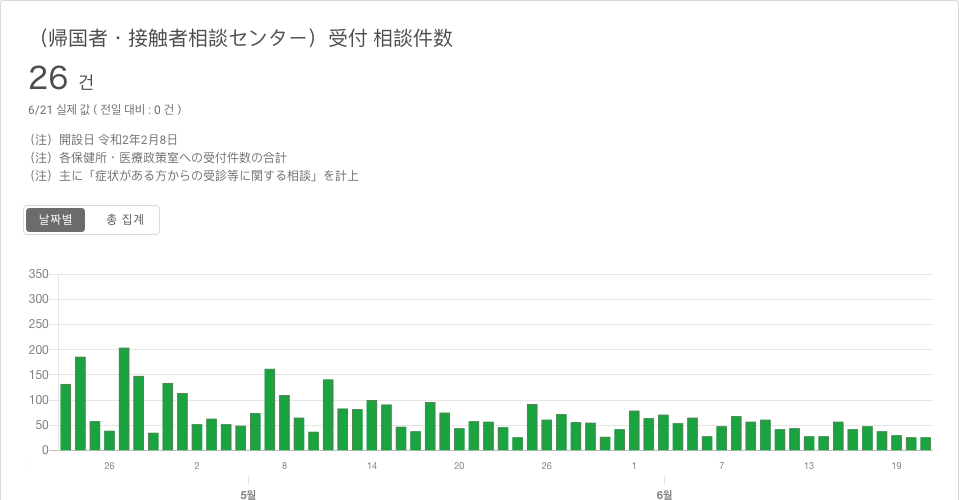 （帰国者・接触者相談センター）受付 相談件数
26 건
6/21 실제 값 ( 전일 대비 : 0 건 )
（注）開設日 令和2年2月8日
（注）各保健所・医療政策室への受付件数の合計
（注）主に「症状がある方からの受診等に関する相談」を計上
날짜별 총 집계
350
300
250
200
150
100
50
0
26 2 8 14 20 26 1 7 13 19
5월 6월